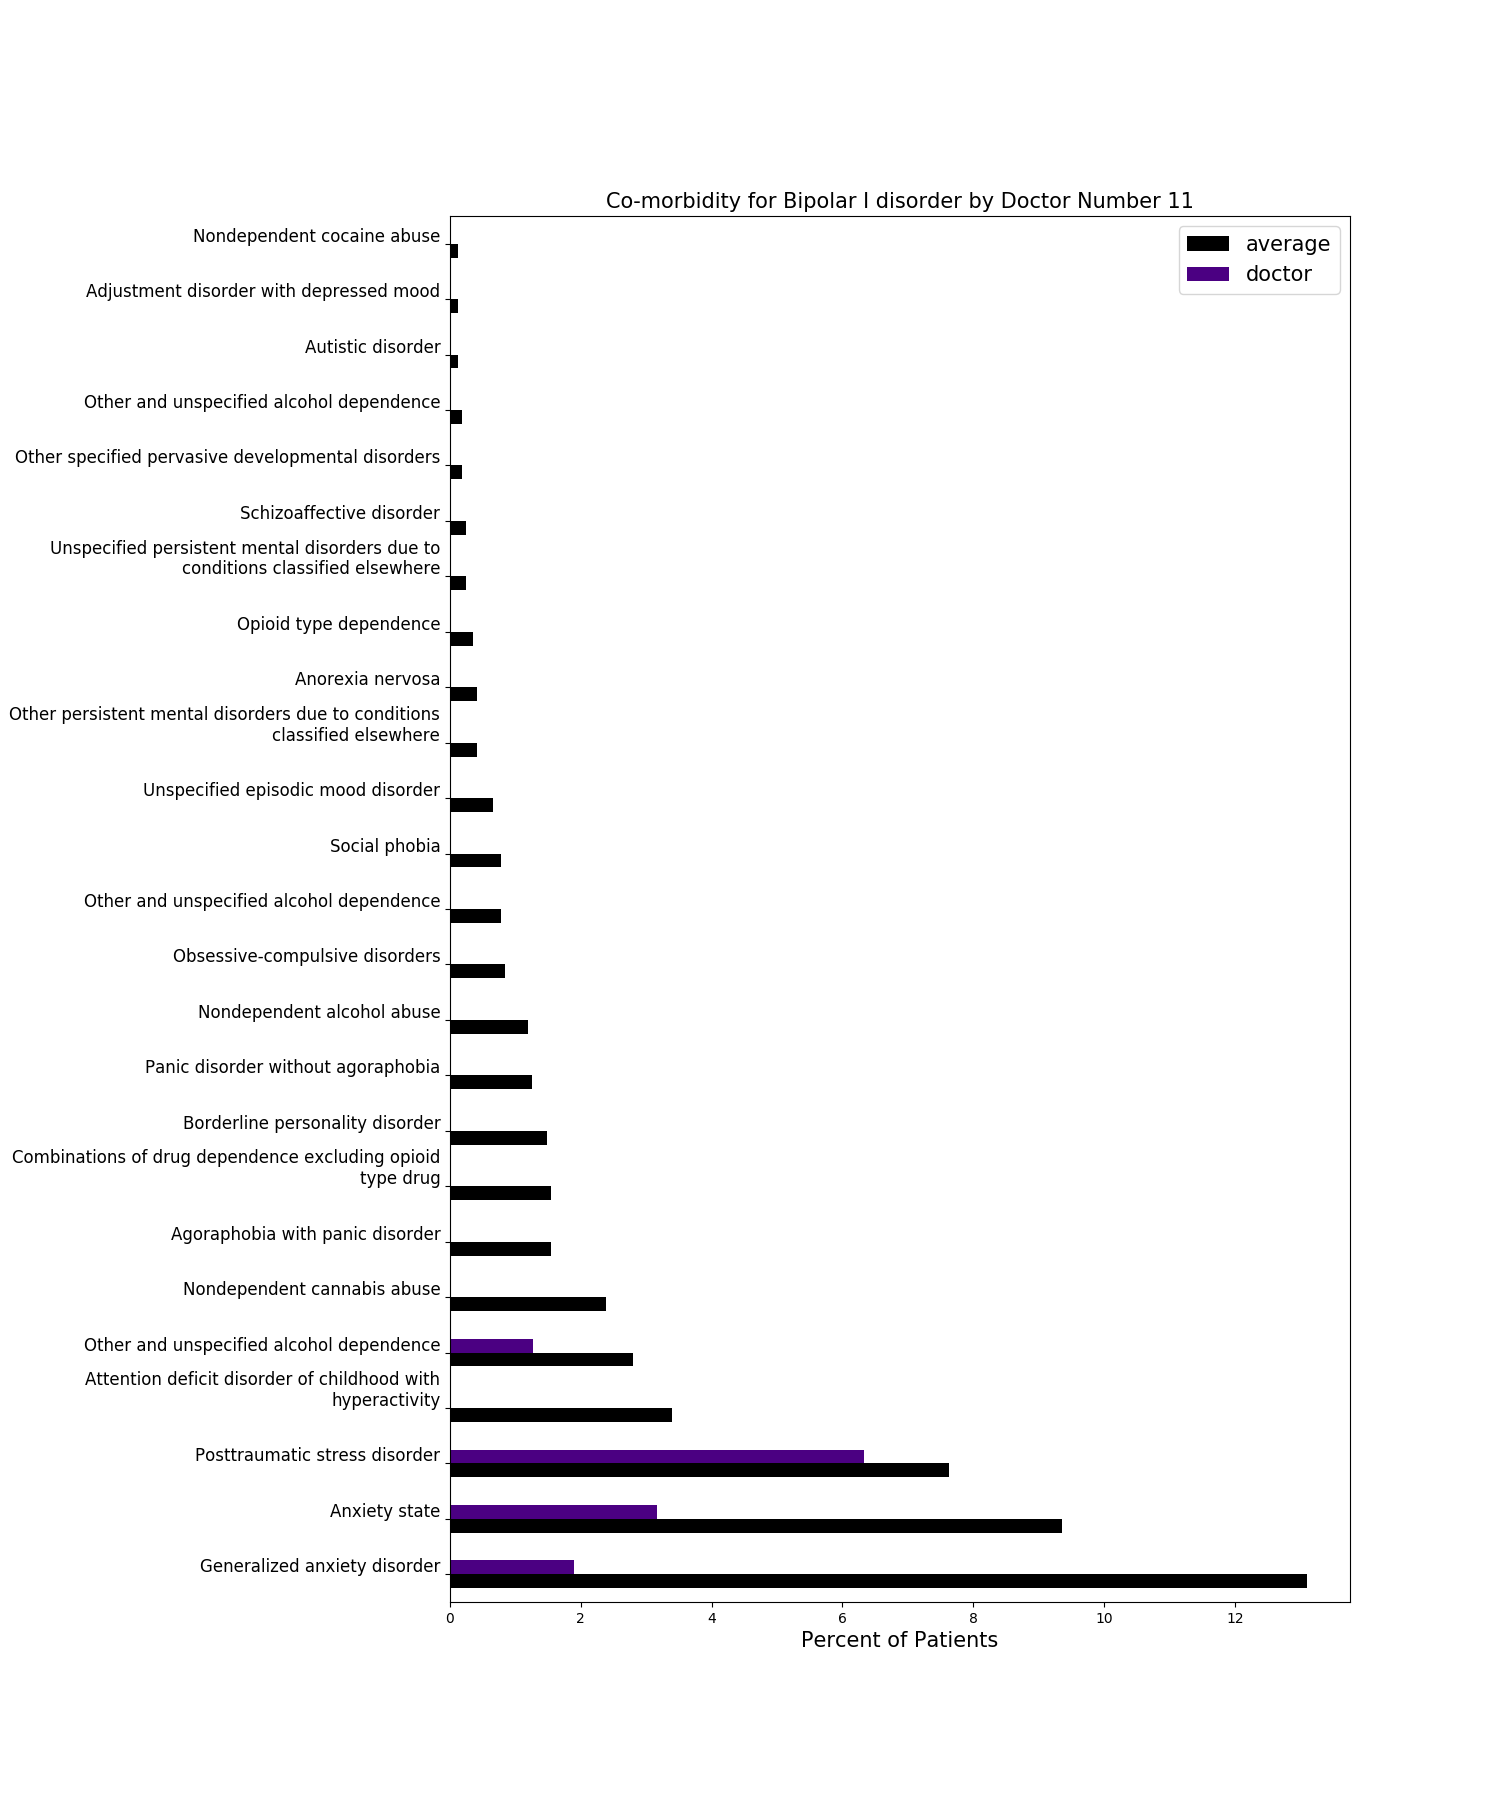 Co-morbidity for Bipolar I disorder by Doctor Number 11
average
doctor
Nondependent cocaine abuse
Adjustment disorder with depressed mood
Autistic disorder
Other and unspecified alcohol dependence
Other specified pervasive developmental disorders
Schizoaffective disorder
Unspecified persistent mental disorders due to
conditions classified elsewhere
Opioid type dependence
Anorexia nervosa
Other persistent mental disorders due to conditions
classified elsewhere
Unspecified episodic mood disorder
Social phobia
Other and unspecified alcohol dependence
Obsessive-compulsive disorders
Nondependent alcohol abuse
Panic disorder without agoraphobia
Borderline personality disorder
Combinations of drug dependence excluding opioid
type drug
Agoraphobia with panic disorder
Nondependent cannabis abuse
Other and unspecified alcohol dependence
Attention deficit disorder of childhood with
hyperactivity
Posttraumatic stress disorder
Anxiety state
Generalized anxiety disorder
0 2 4 6 8 10 12
Percent of Patients